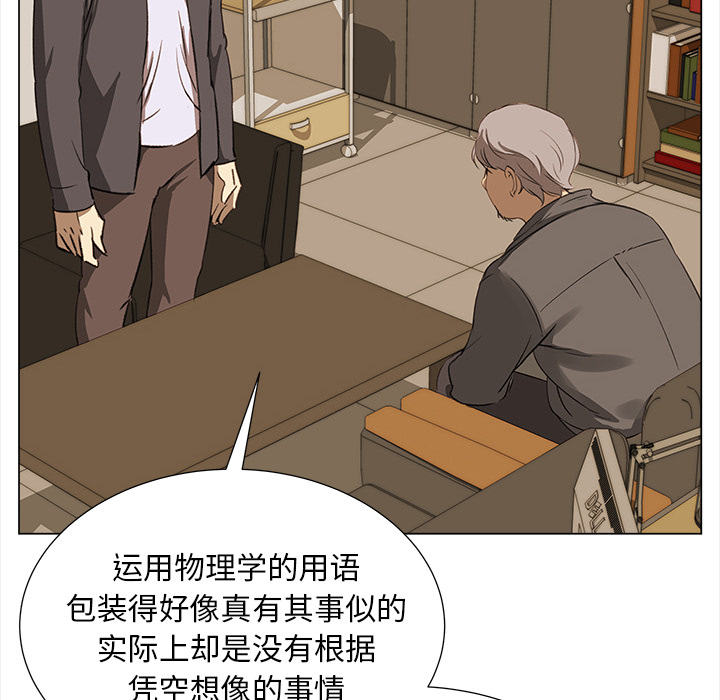 运用物理学的用语
包装得好像真有其事似的
实际上却是没有根据
凭空想像的事情